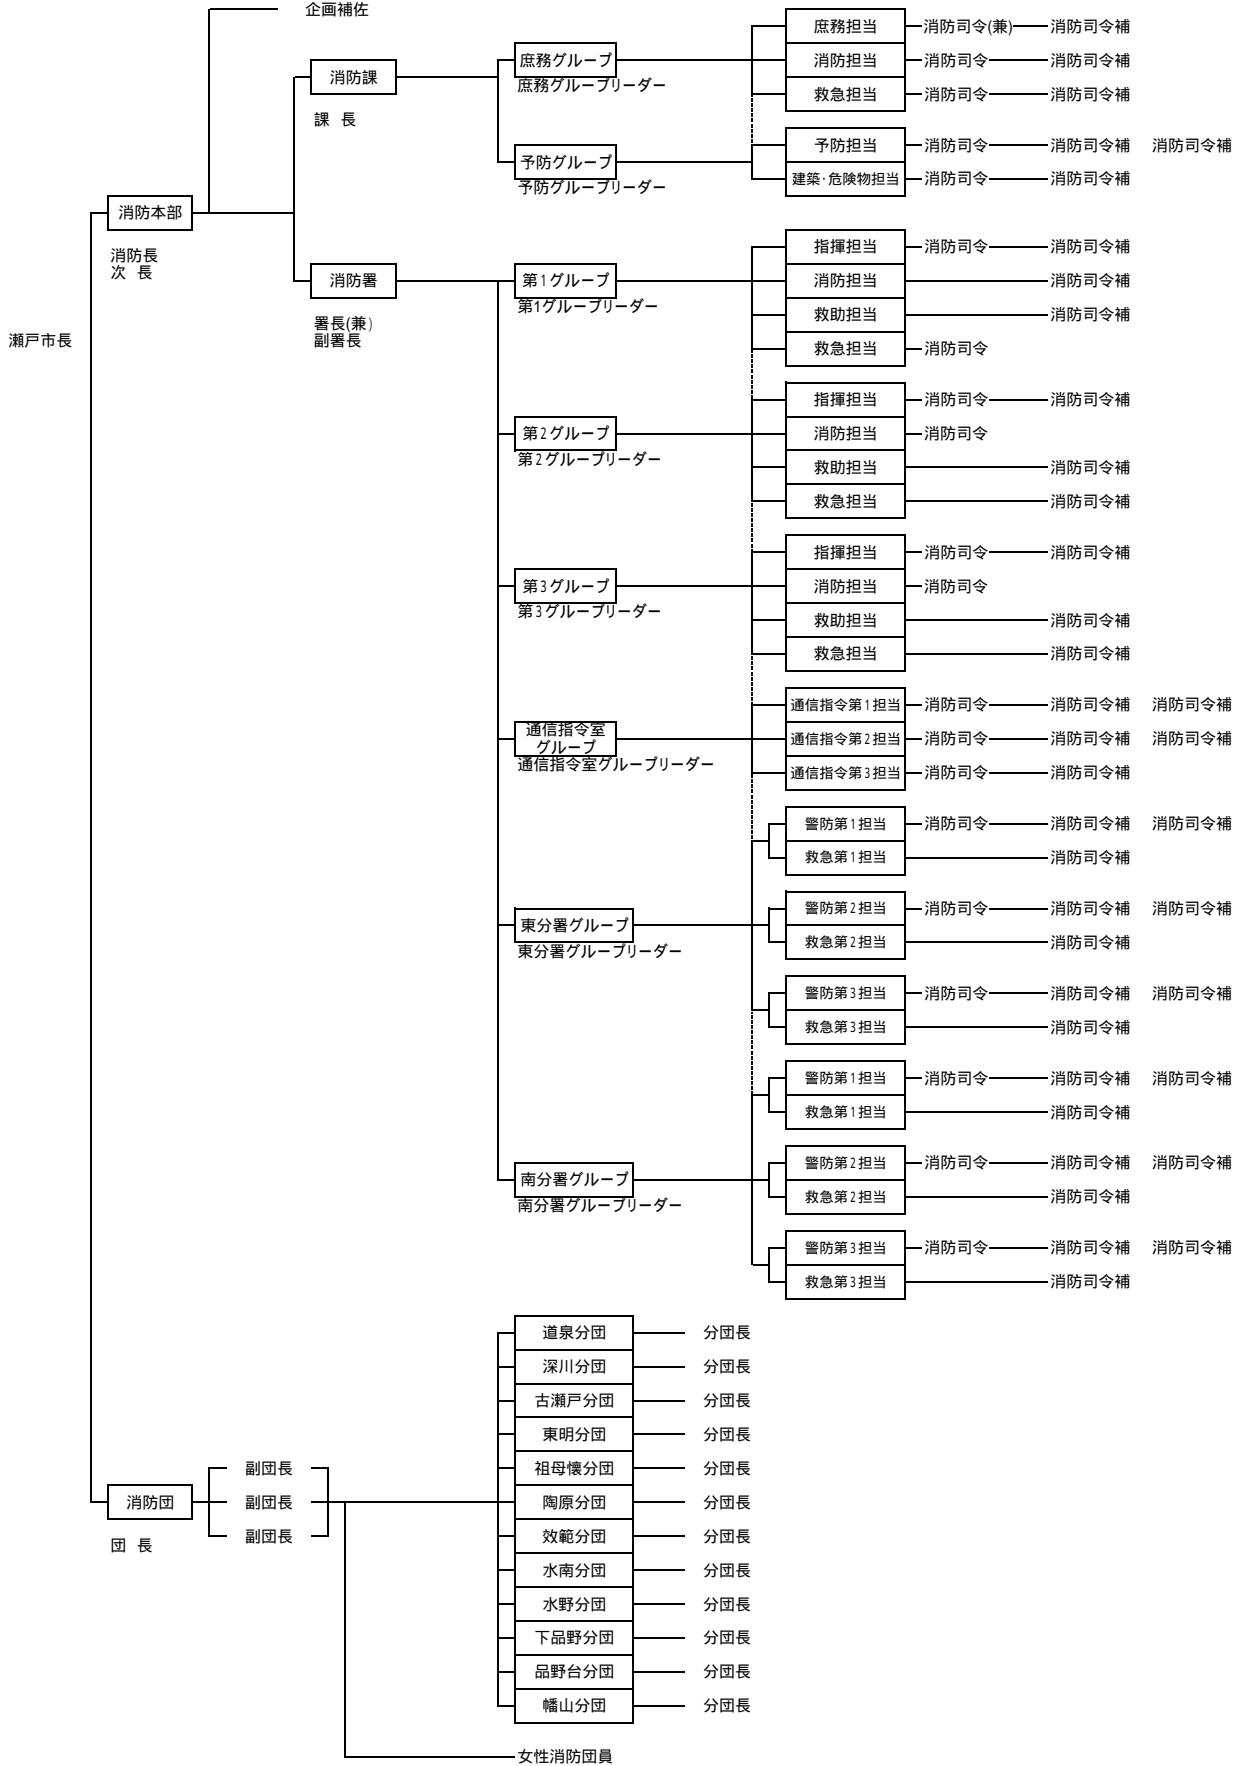 企画補佐
庶務担当 消防司令(兼) 消防司令補
庶務グループ 消防担当 消防司令 消防司令補
消防課 庶務グループリーダー
救急担当 消防司令 消防司令補
課 長
予防担当 消防司令 消防司令補 消防司令補
予防グループ
予防グループリーダー 建築・危険物担当 消防司令 消防司令補
消防本部
消防長 指揮担当 消防司令 消防司令補
次 長
消防署 第1グループ 消防担当 消防司令補
第1グループリーダー
署長(兼) 救助担当 消防司令補
瀬戸市長 副署長 救急担当 消防司令
指揮担当 消防司令 消防司令補
第2グループ 消防担当 消防司令
第2グループリーダー 救助担当 消防司令補
救急担当 消防司令補
指揮担当 消防司令 消防司令補
第3グループ 消防担当 消防司令
第3グループリーダー 救助担当 消防司令補
救急担当 消防司令補
通信指令第1担当 消防司令 消防司令補 消防司令補
通信指令室
グループ 通信指令第2担当 消防司令 消防司令補 消防司令補
通信指令室グループリーダー 通信指令第3担当 消防司令 消防司令補
警防第1担当 消防司令 消防司令補 消防司令補
救急第1担当 消防司令補
警防第2担当 消防司令 消防司令補 消防司令補
東分署グループ
東分署グループリーダー 救急第2担当 消防司令補
警防第3担当 消防司令 消防司令補 消防司令補
救急第3担当 消防司令補
警防第1担当 消防司令 消防司令補 消防司令補
救急第1担当 消防司令補
警防第2担当 消防司令 消防司令補 消防司令補
南分署グループ
南分署グループリーダー 救急第2担当 消防司令補
警防第3担当 消防司令 消防司令補 消防司令補
救急第3担当 消防司令補
道泉分団 分団長
深川分団 分団長
古瀬戸分団 分団長
東明分団 分団長
副団長 祖母懐分団 分団長
消防団 副団長 陶原分団 分団長
団 長 副団長 效範分団 分団長
水南分団 分団長
水野分団 分団長
下品野分団 分団長
品野台分団 分団長
幡山分団 分団長
女性消防団員